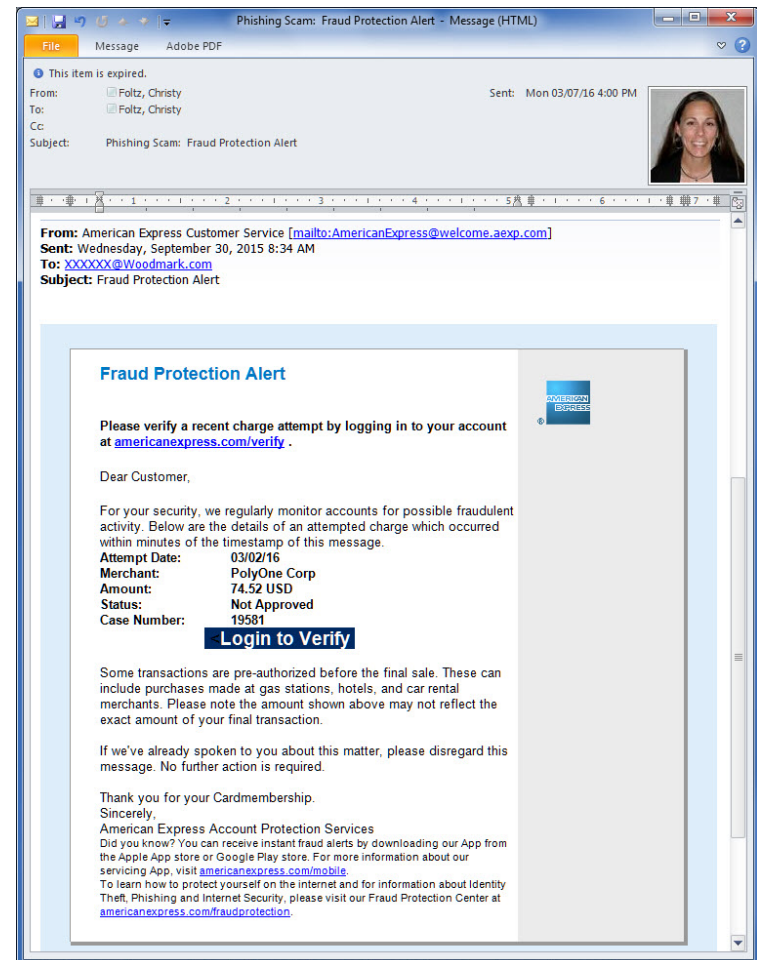 Phishing Scam: Fraud Protection Alert - Message (HTML)
File Message Adobe PDF
This item is expired.
From: Foltz, Christy Sent: Mon 03/07/16 4:00 PM
To: Foltz, Christy
Cc
Subject: Phishing Scam: Fraud Protection Alert
1 2 3 4 5 6 7
From: American Express Customer Service [mailto:AmericanExpress@welcome.aexp.com]
Sent: Wednesday, September 30, 2015 8:34 AM
To: XXXXXX@Woodmark.com
Subject: Fraud Protection Alert
Fraud Protection Alert
AMERICAN
EXPRESS
®
Please verify a recent charge attempt by logging in to your account
at americanexpress.com/verify .
Dear Customer,
For your security, we regularly monitor accounts for possible fraudulent
activity. Below are the details of an attempted charge which occurred
within minutes of the timestamp of this message.
Attempt Date: 03/02/16
Merchant: PolyOne Corp
Amount: 74.52 USD
Status: Not Approved
Case Number: 19581
<Login to Verify
Some transactions are pre-authorized before the final sale. These can
include purchases made at gas stations, hotels, and car rental
merchants. Please note the amount shown above may not reflect the
exact amount of your final transaction.
If we've already spoken to you about this matter, please disregard this
message. No further action is required.
Thank you for your Cardmembership.
Sincerely,
American Express Account Protection Services
Did you know? You can receive instant fraud alerts by downloading our App from
the Apple App store or Google Play store. For more information about our
servicing App, visit americanexpress.com/mobile.
To learn how to protect yourself on the internet and for information about Identity
Theft, Phishing and Internet Security, please visit our Fraud Protection Center at
americanexpress.com/fraudprotection.